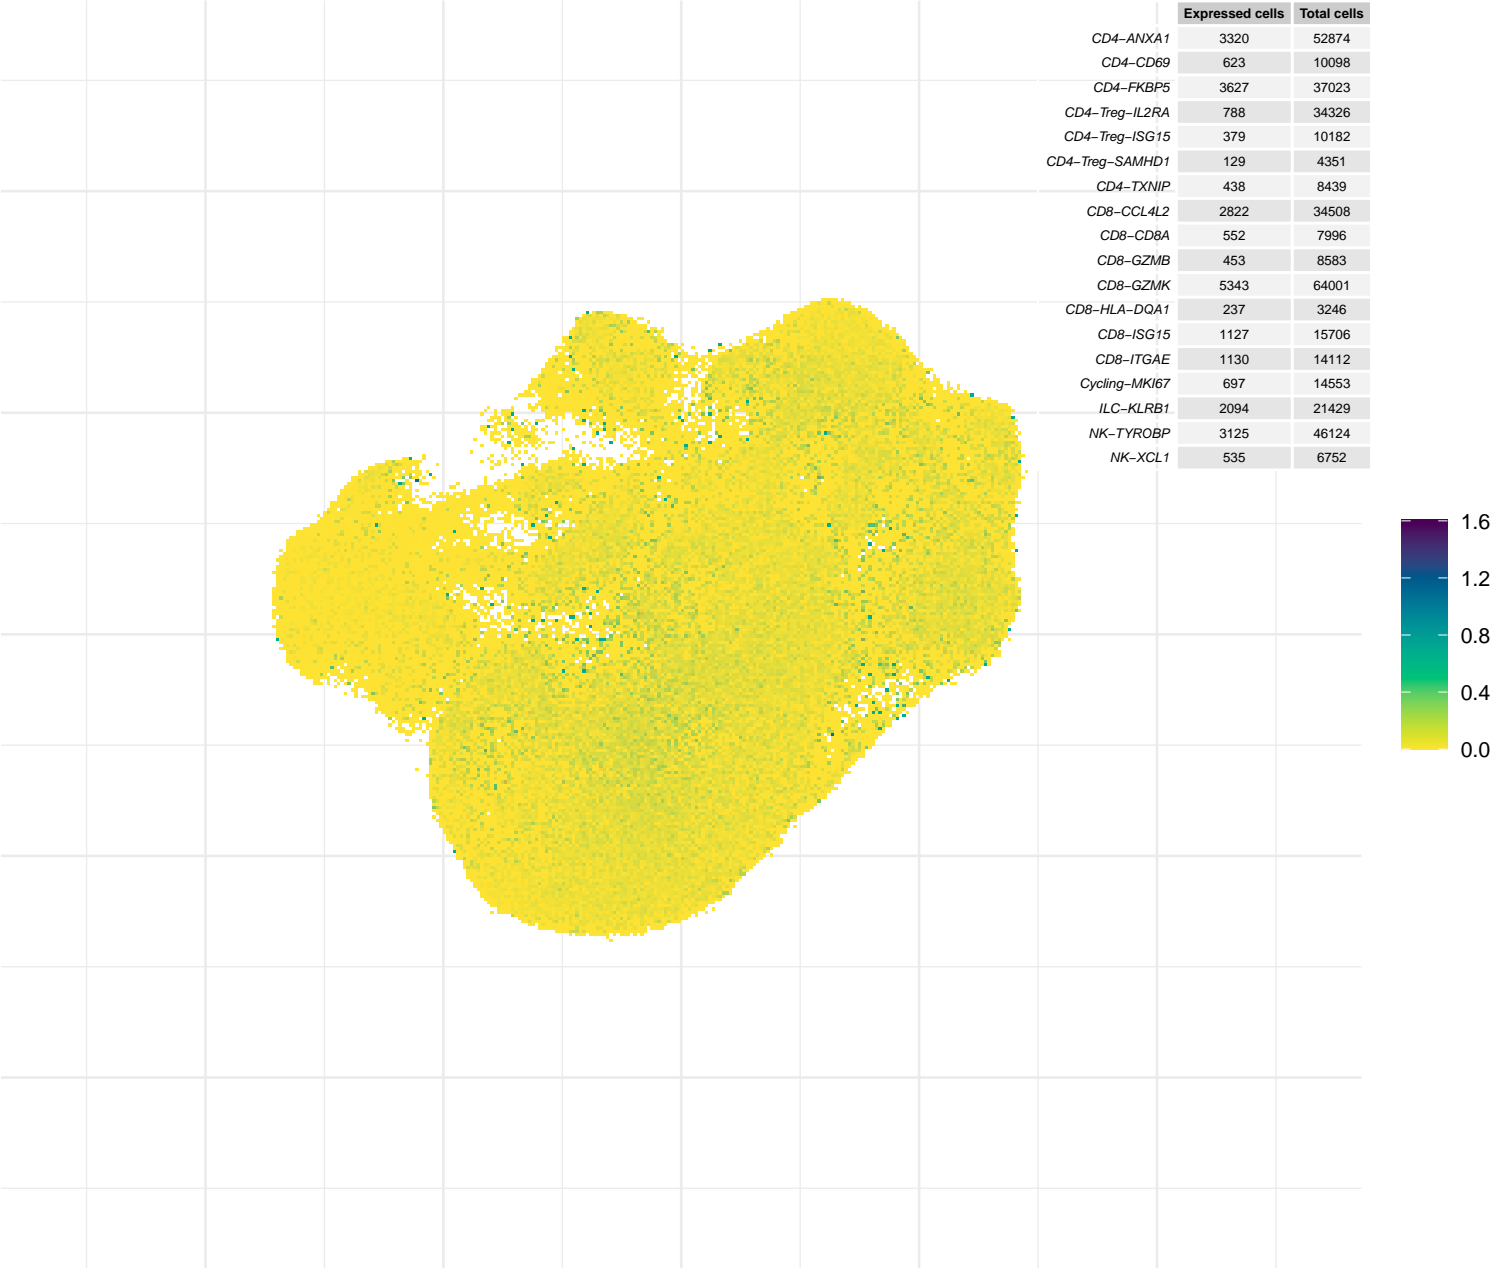 Expressed cells Total cells
CD4−ANXA1 3320 52874
CD4−CD69 623 10098
CD4−FKBP5 3627 37023
CD4−Treg−IL2RA 788 34326
CD4−Treg−ISG15 379 10182
CD4−Treg−SAMHD1 129 4351
CD4−TXNIP 438 8439
CD8−CCL4L2 2822 34508
CD8−CD8A 552 7996
CD8−GZMB 453 8583
CD8−GZMK 5343 64001
CD8−HLA−DQA1 237 3246
CD8−ISG15 1127 15706
CD8−ITGAE 1130 14112
Cycling−MKI67 697 14553
ILC−KLRB1 2094 21429
NK−TYROBP 3125 46124
NK−XCL1 535 6752
1.6
1.2
0.8
0.4
0.0